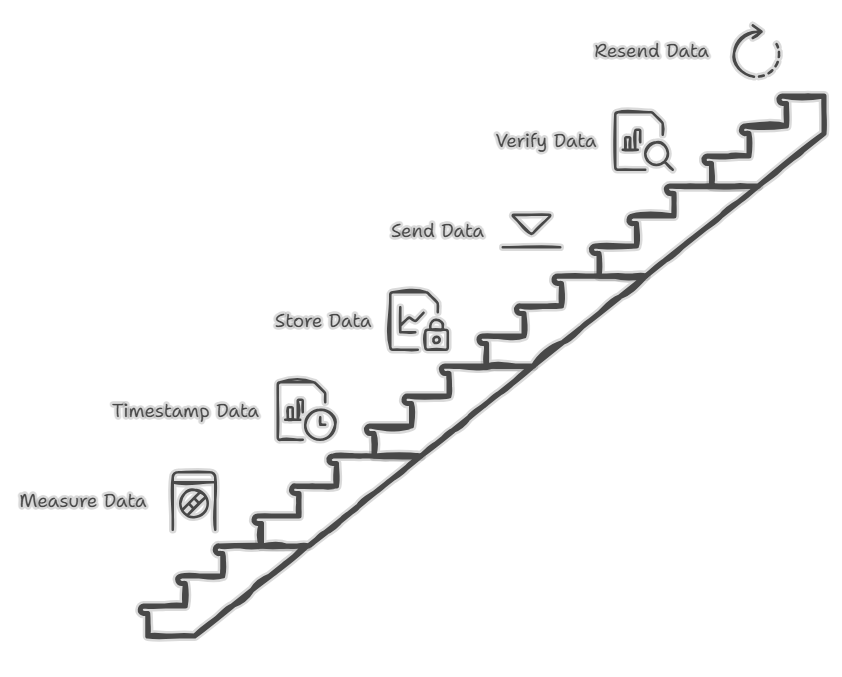 Resend Data
Verify Data
Send Data
Store Data
Timestamp Data
Measure Data